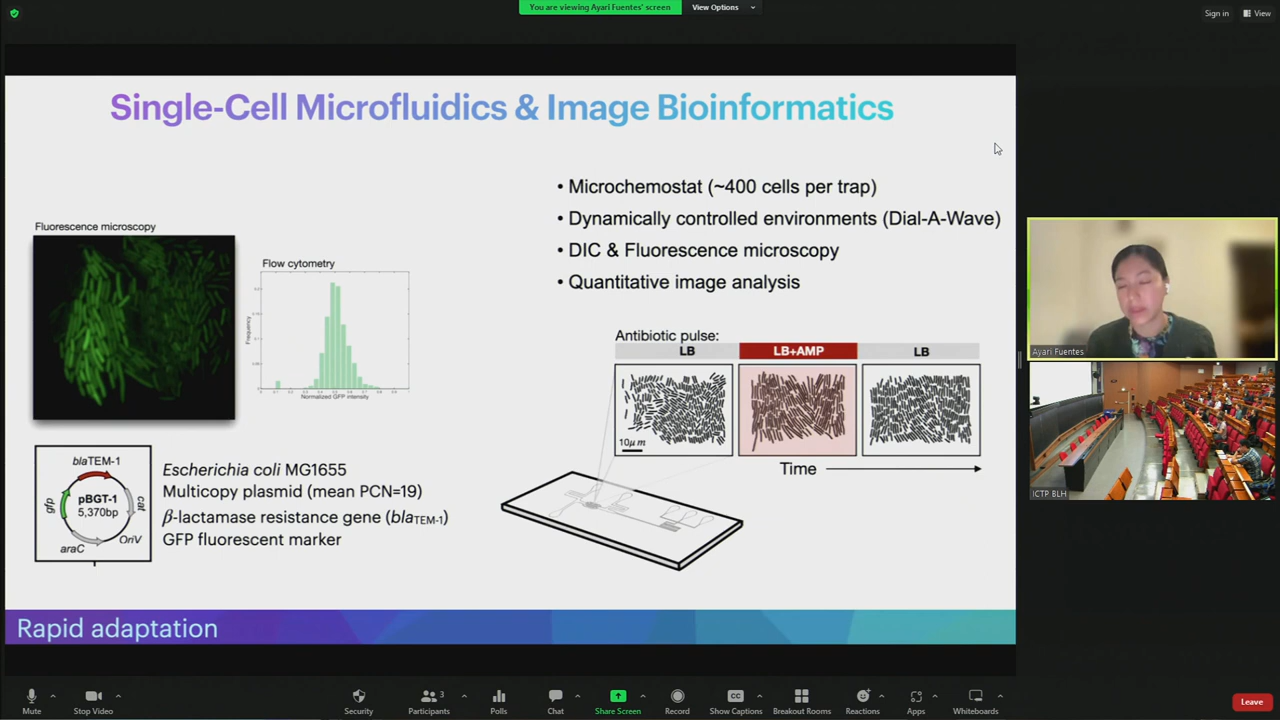 You are viewing Ayari Fuentes' screen
View Options
Sign in
View
Single-Cell Microfluidics & Image Bioinformatics
• Microchemostat (~400 cells per trap)
• Dynamically controlled environments (Dial-A-Wave)
• DIC & Fluorescence microscopy
• Quantitative image analysis
Fluorescence microscopy
Flow cytometry
Frequency
Normalized GFP intensity
Antibiotic pulse:
LB
LB+AMP
LB
10μm
Time
blaTEM-1
gfp
pBGT-1
5,370bp
cat
araC
OriV
Escherichia coli MG1655
Multicopy plasmid (mean PCN=19)
β-lactamase resistance gene (blaTEM-1)
GFP fluorescent marker
Rapid adaptation
Ayari Fuentes
ICTP BLH
Mute
Stop Video
Security
Participants
3
Polls
Chat
Share Screen
Record
Show Captions
Breakout Rooms
Reactions
Apps
Whiteboards
Leave